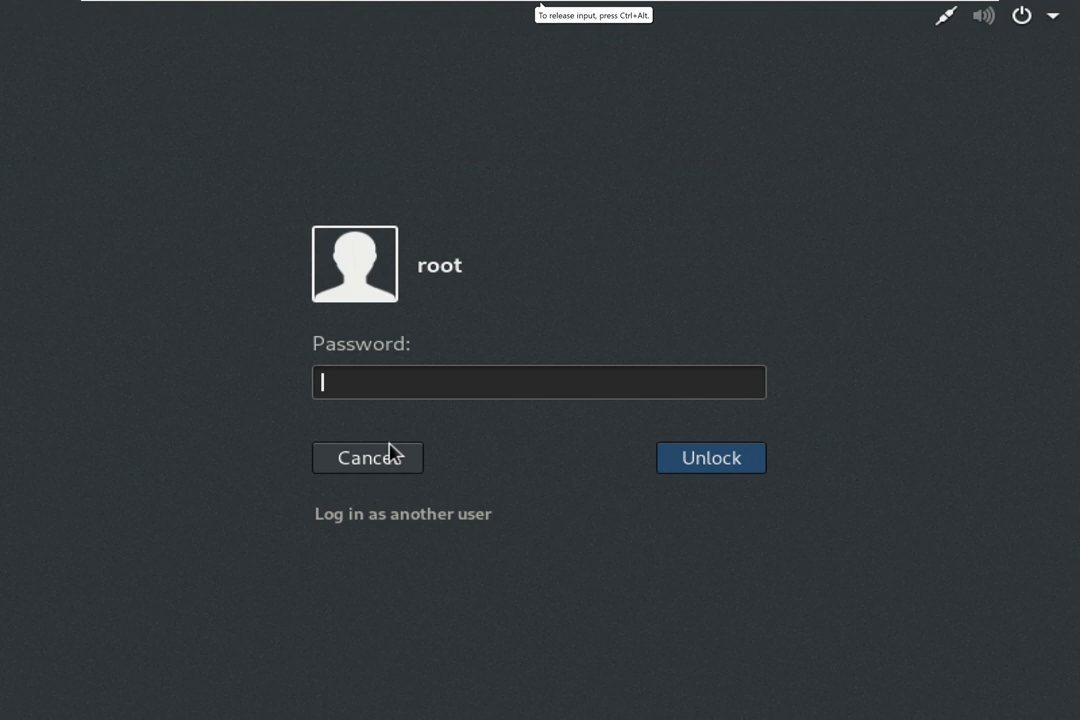 To release input, press Ctrl+Alt.
root
Password:
Cancel
Unlock
Log in as another user